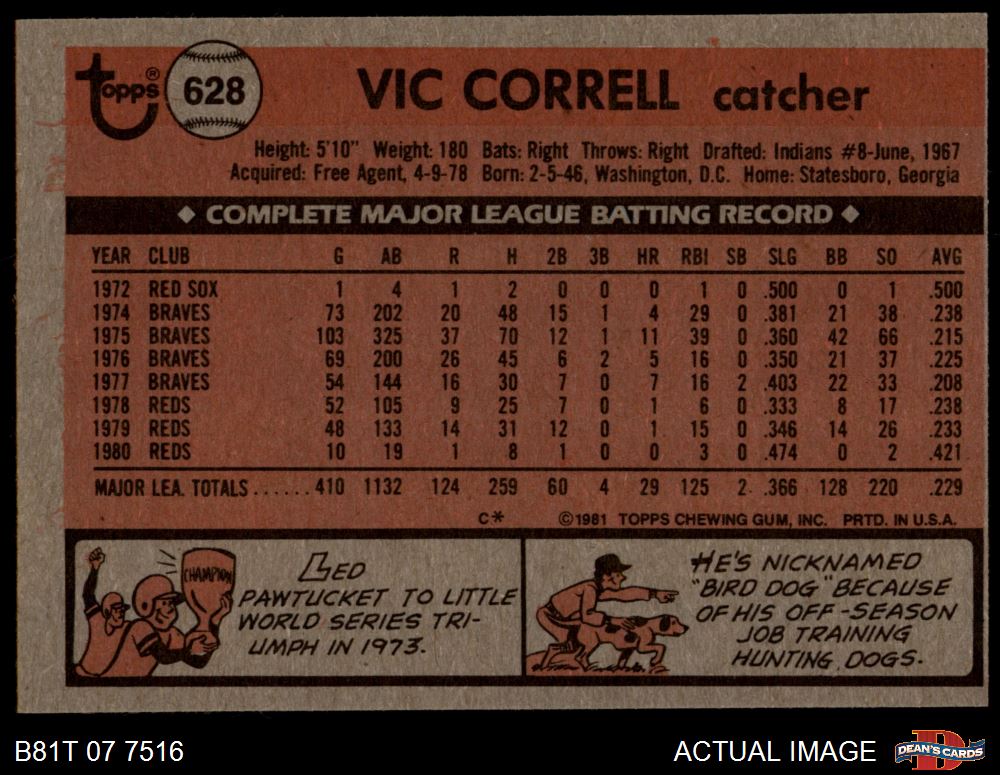 Topps® 628 VIC CORRELL catcher
Height: 5'10" Weight: 180 Bats: Right Throws: Right Drafted: Indians #8-June, 1967
Acquired: Free Agent, 4-9-78 Born: 2-5-46, Washington, D.C. Home: Statesboro, Georgia
◆ COMPLETE MAJOR LEAGUE BATTING RECORD ◆
YEAR CLUB G AB R H 2B 3B HR RBI SB SLG BB SO AVG
1972 RED SOX 1 4 1 2 0 0 0 1 0 .500 0 1 .500
1974 BRAVES 73 202 20 48 15 1 4 29 0 .381 21 38 .238
1975 BRAVES 103 325 37 70 12 1 11 39 0 .360 42 66 .215
1976 BRAVES 69 200 26 45 6 2 5 16 0 .350 21 37 .225
1977 BRAVES 54 144 16 30 7 0 7 16 2 .403 22 33 .208
1978 REDS 52 105 9 25 7 0 1 6 0 .333 8 17 .238
1979 REDS 48 133 14 31 12 0 1 15 0 .346 14 26 .233
1980 REDS 10 19 1 8 1 0 0 3 0 .474 0 2 .421
MAJOR LEA. TOTALS ...... 410 1132 124 259 60 4 29 125 2 .366 128 220 .229
C* ©1981 TOPPS CHEWING GUM, INC. PRTD. IN U.S.A.
CHAMPION
LED
PAWTUCKET TO LITTLE
WORLD SERIES TRI-
UMPH IN 1973.
HE'S NICKNAMED
"BIRD DOG" BECAUSE
OF HIS OFF-SEASON
JOB TRAINING
HUNTING DOGS.
B81T 07 7516 ACTUAL IMAGE D DEAN'S CARDS